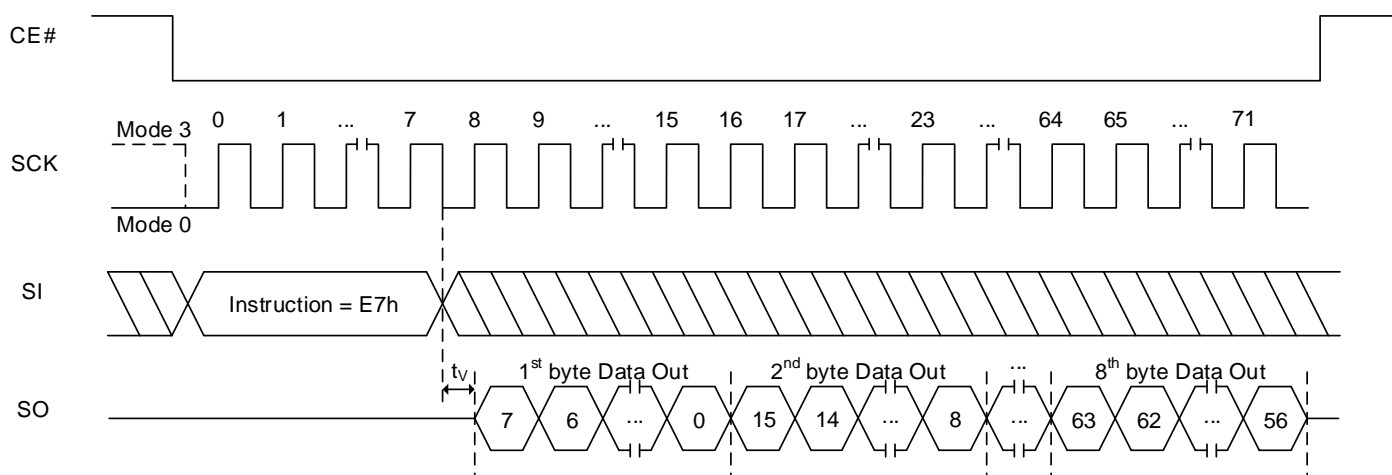 CE#
Mode 3 0 1 ... 7 8 9 ... 15 16 17 ... 23 ... 64 65 ... 71
SCK
Mode 0
SI Instruction = E7h
tV 1st byte Data Out 2nd byte Data Out ... 8th byte Data Out
SO 7 6 ... 0 15 14 ... 8 ... 63 62 ... 56